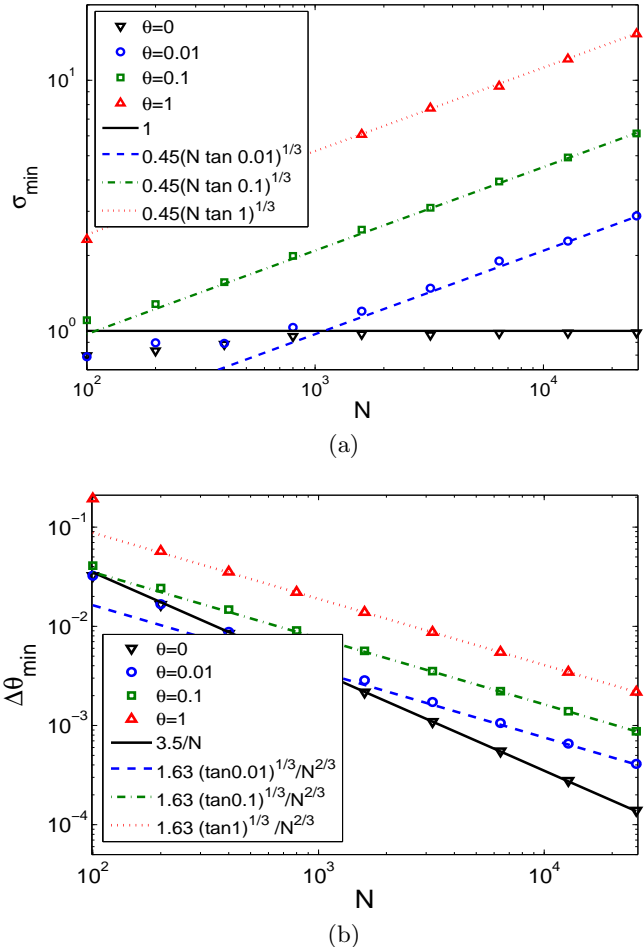 10^1
10^0
σ_min
θ=0
θ=0.01
θ=0.1
θ=1
1
0.45(N tan 0.01)^{1/3}
0.45(N tan 0.1)^{1/3}
0.45(N tan 1)^{1/3}
10^2 10^3 10^4
N
(a)
10^{-1}
10^{-2}
10^{-3}
10^{-4}
Δθ_min
θ=0
θ=0.01
θ=0.1
θ=1
3.5/N
1.63 (tan0.01)^{1/3}/N^{2/3}
1.63 (tan0.1)^{1/3}/N^{2/3}
1.63 (tan1)^{1/3} /N^{2/3}
10^2 10^3 10^4
N
(b)